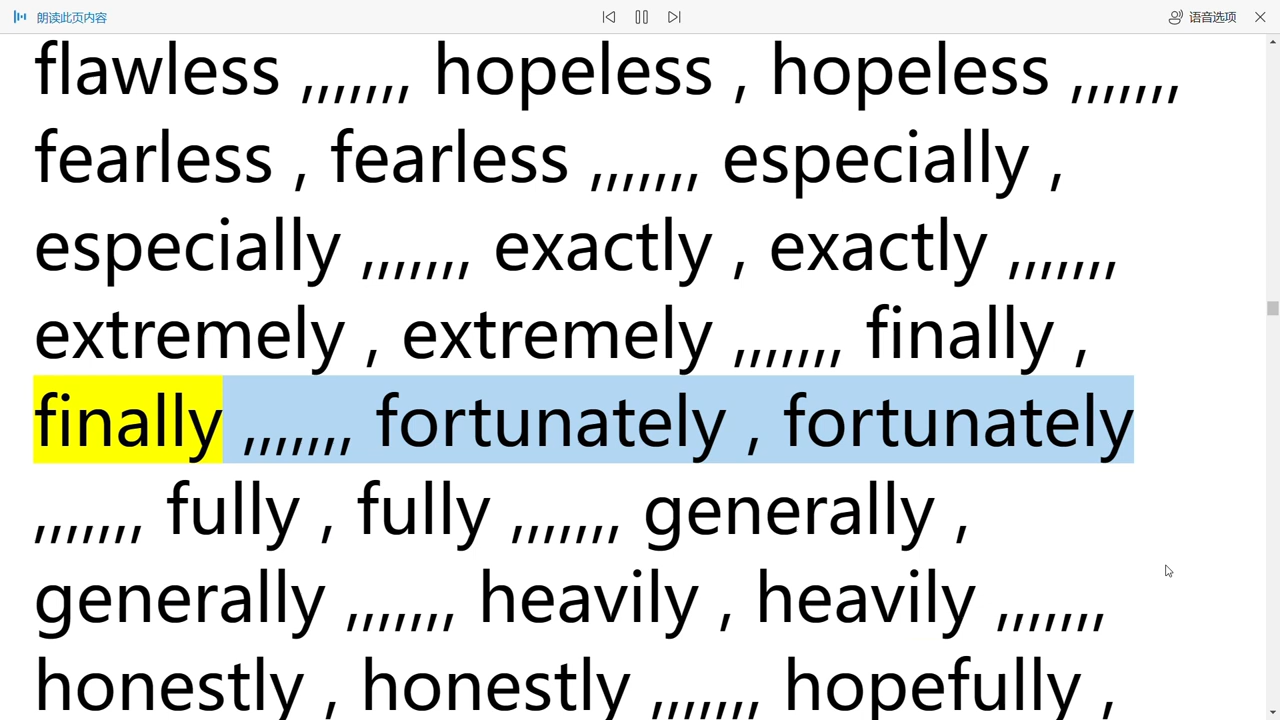 朗读此页内容
语音选项
flawless ,,,,,,, hopeless , hopeless ,,,,,,,
fearless , fearless ,,,,,,, especially ,
especially ,,,,,,, exactly , exactly ,,,,,,,
extremely , extremely ,,,,,,, finally ,
finally ,,,,,,, fortunately , fortunately
,,,,,,, fully , fully ,,,,,,, generally ,
generally ,,,,,,, heavily , heavily ,,,,,,,
honestly , honestly ,,,,,,, hopefully ,